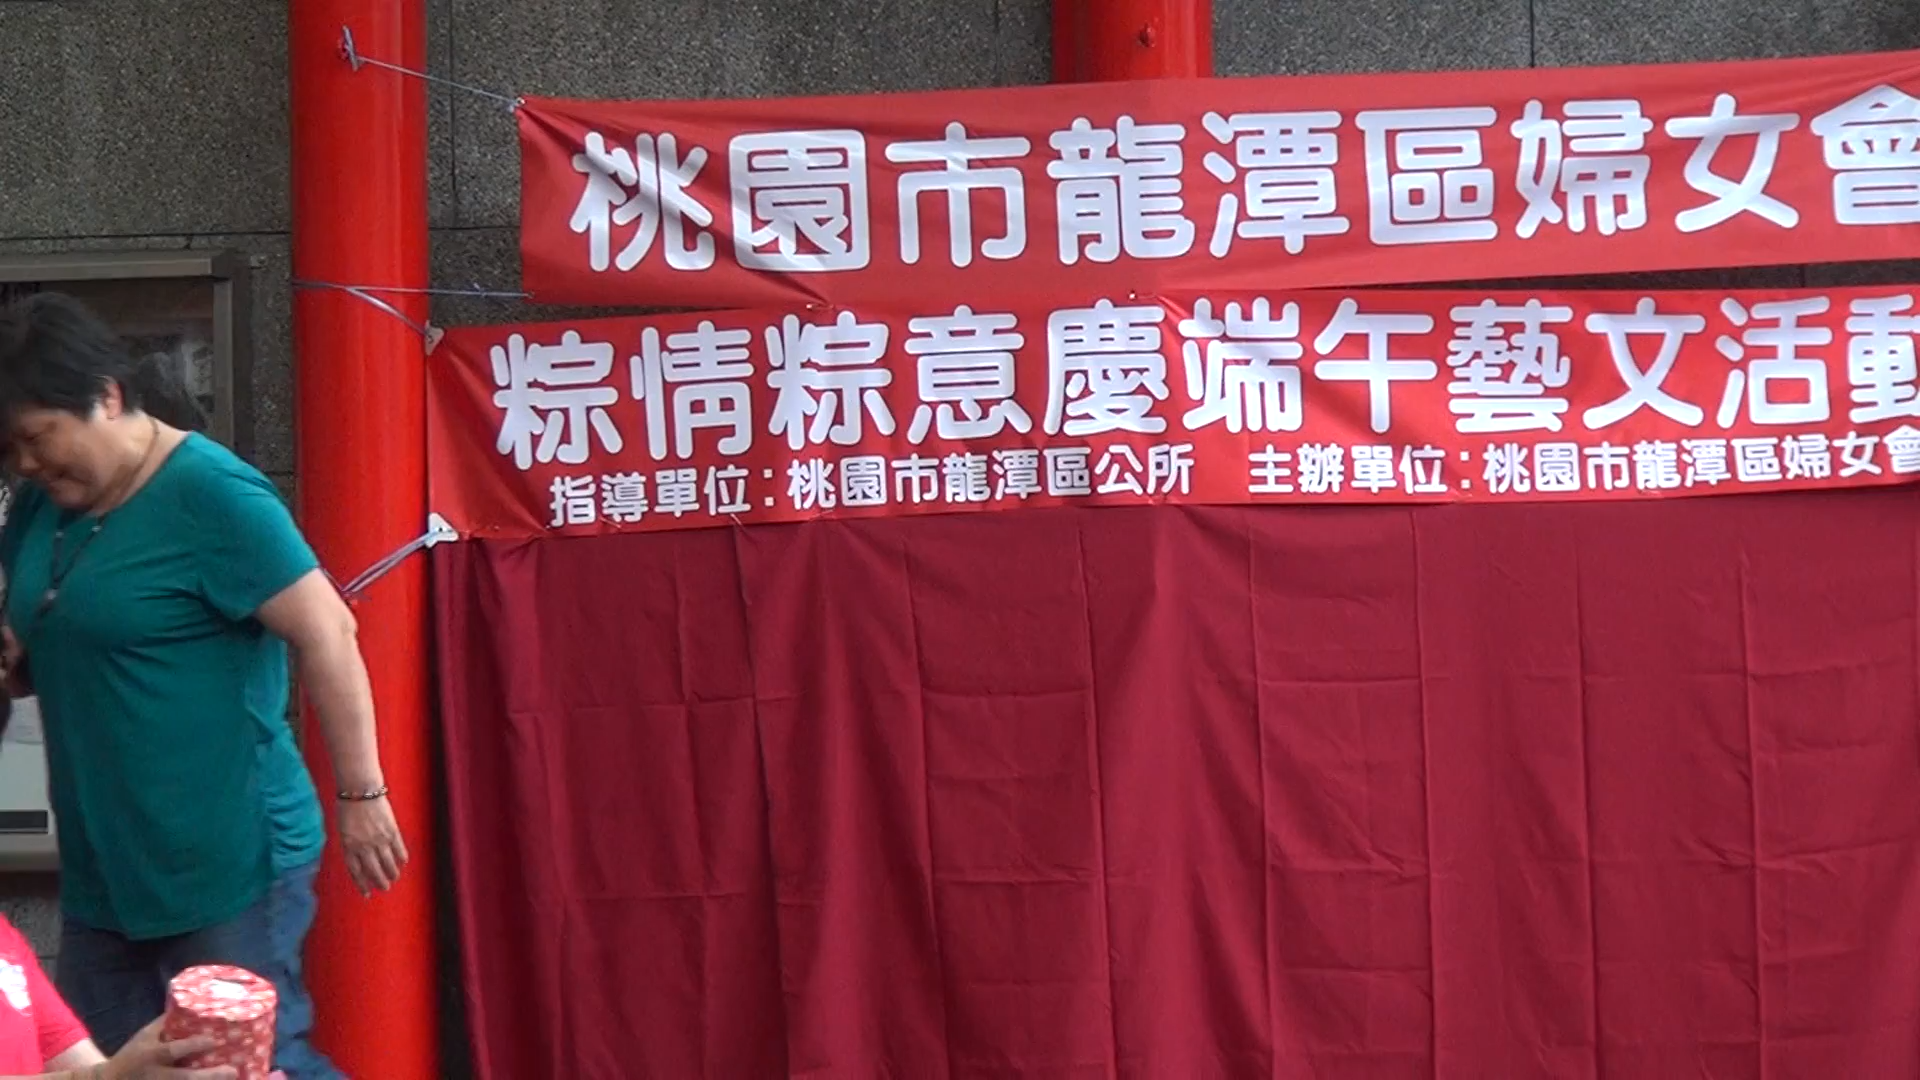 桃園市龍潭區婦女會
粽情粽意慶端午藝文活動
指導單位：桃園市龍潭區公所 主辦單位：桃園市龍潭區婦女會